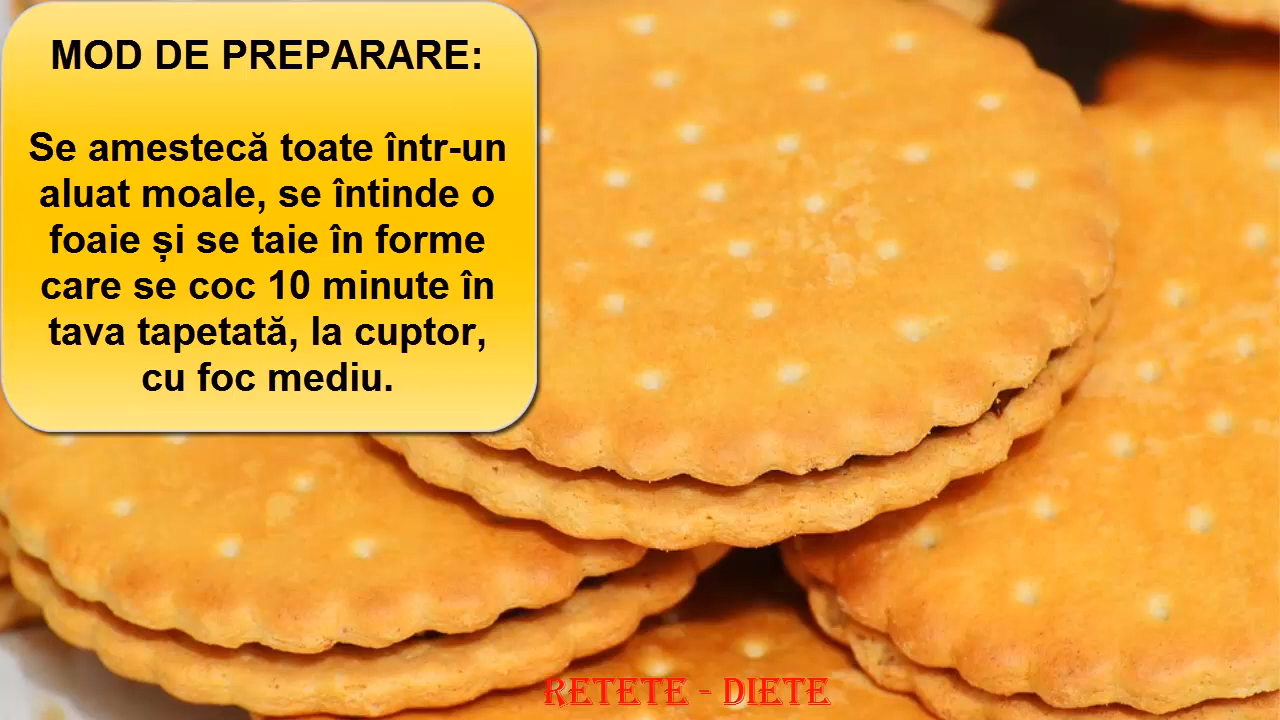 MOD DE PREPARARE:
Se amestecă toate într-un
aluat moale, se întinde o
foaie și se taie în forme
care se coc 10 minute în
tava tapetată, la cuptor,
cu foc mediu.
RETETE - DIETE